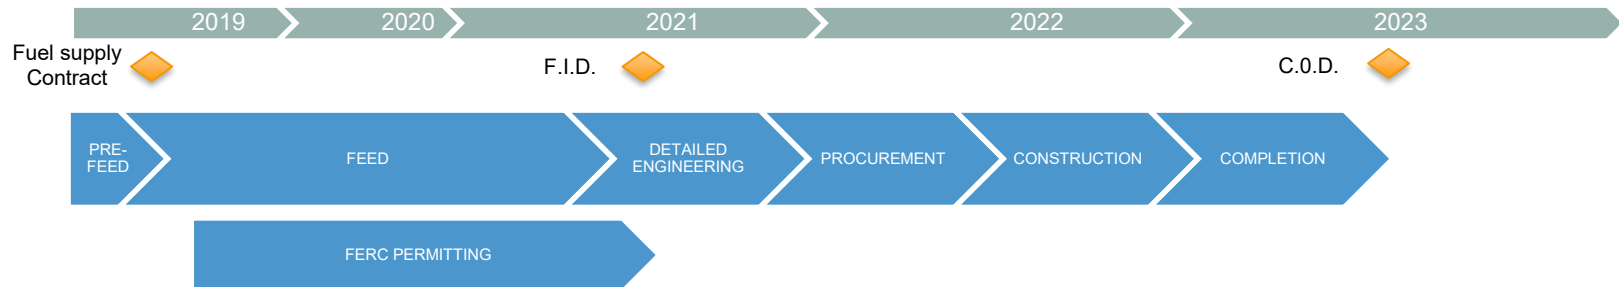 2019
2020
2021
2022
2023
Fuel supply
Contract
F.I.D.
C.0.D.
PRE-
FEED
FEED
DETAILED
ENGINEERING
PROCUREMENT
CONSTRUCTION
COMPLETION
FERC PERMITTING